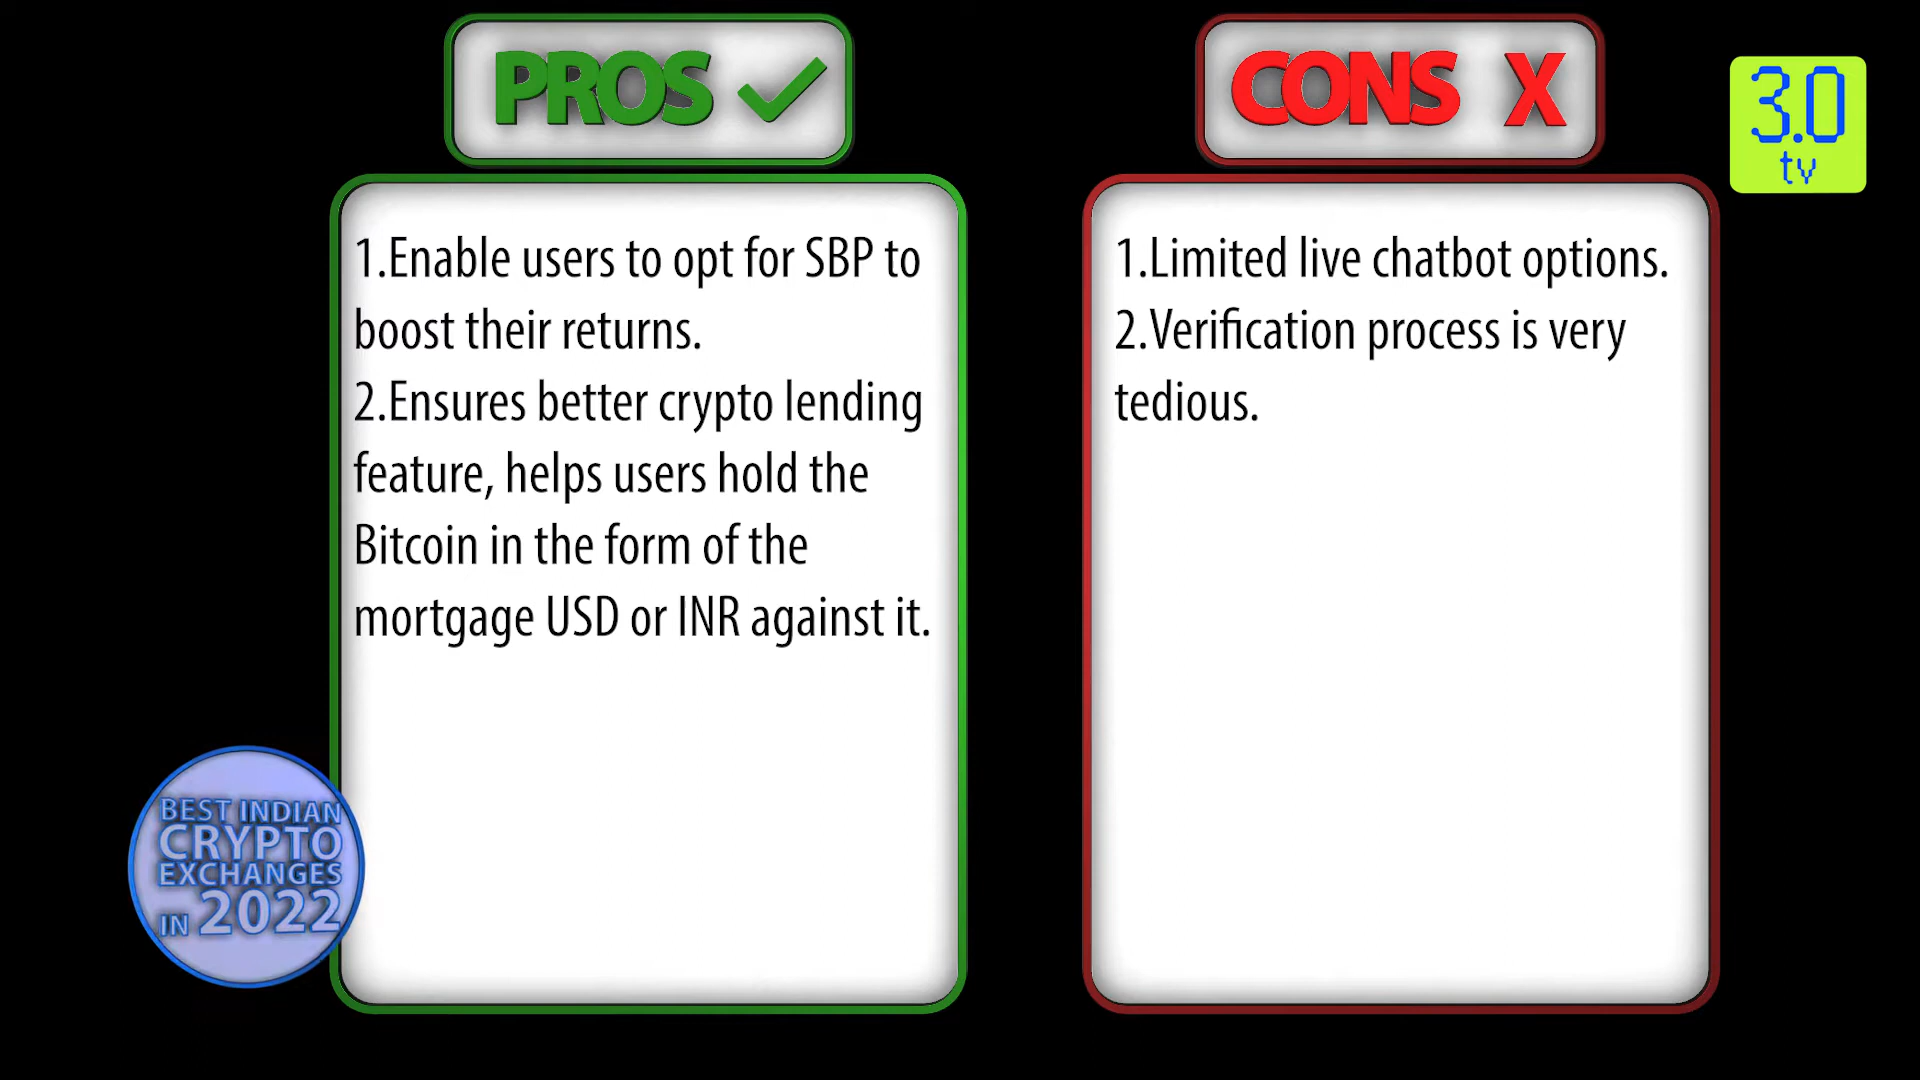 PROS
1.Enable users to opt for SBP to
boost their returns.
2.Ensures better crypto lending
feature, helps users hold the
Bitcoin in the form of the
mortgage USD or INR against it.
CONS X
1.Limited live chatbot options.
2.Verification process is very
tedious.
3.0
tv
BEST INDIAN
CRYPTO
EXCHANGES
IN 2022